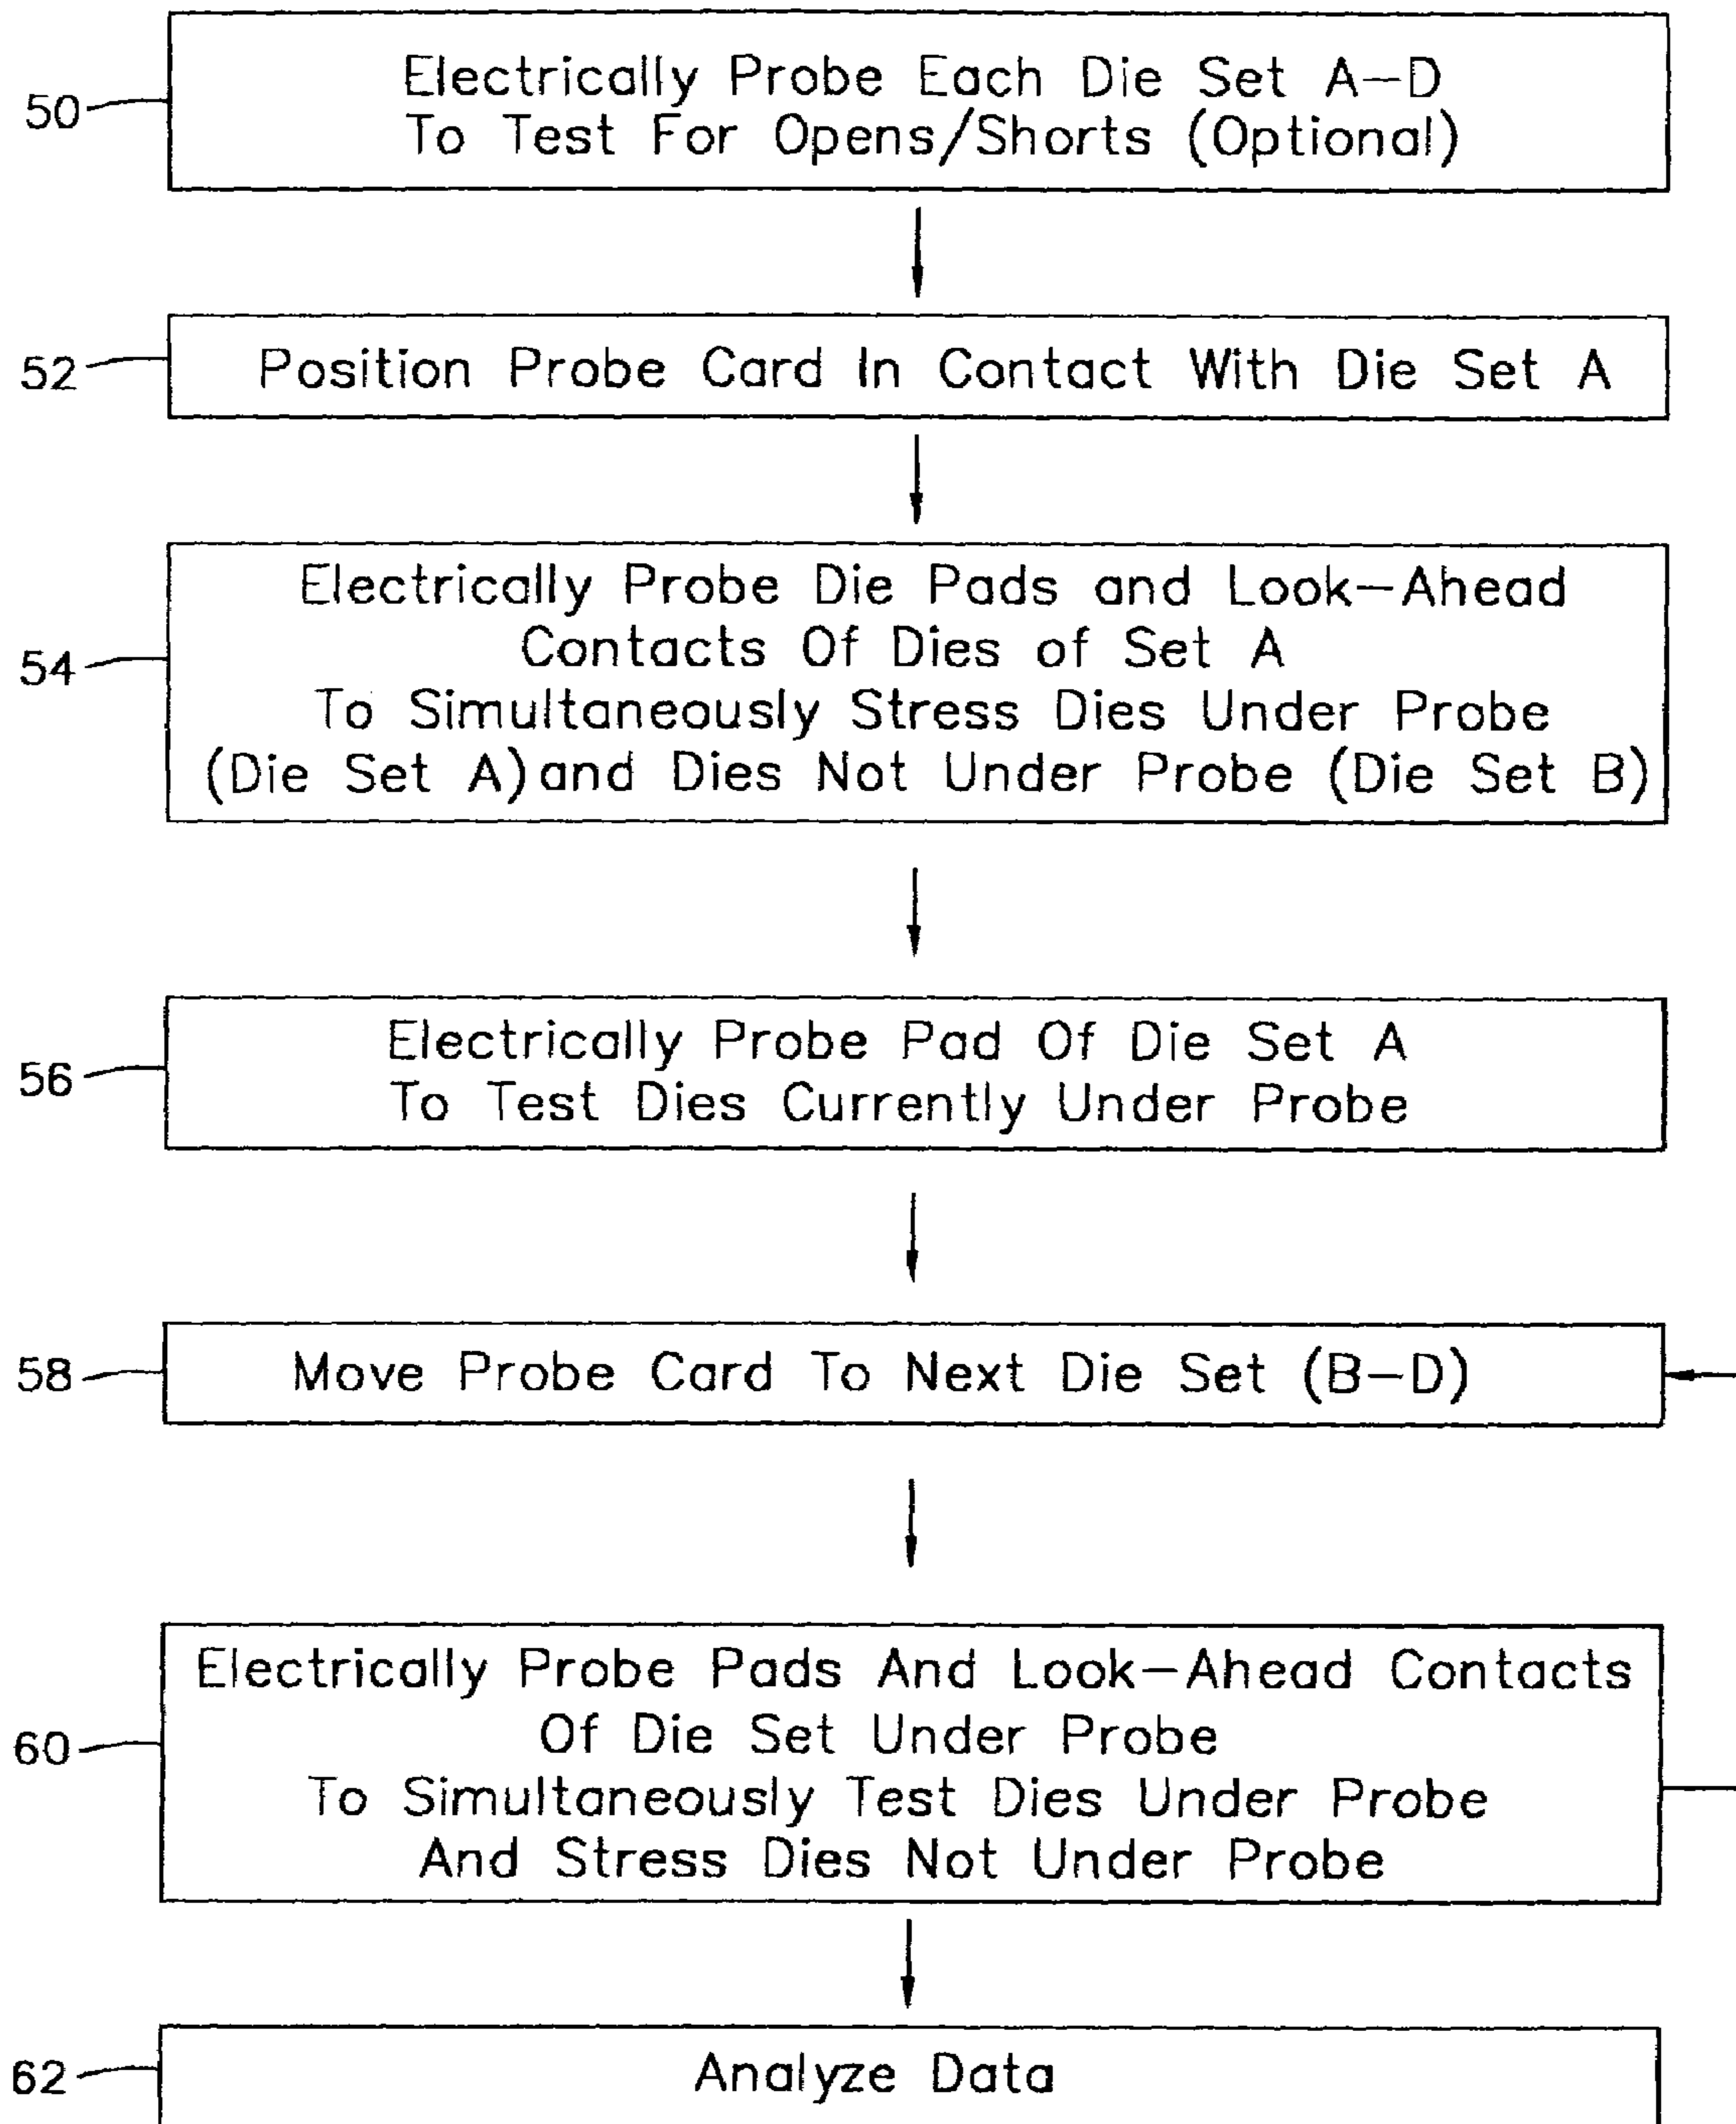 50
Electrically Probe Each Die Set A-D
To Test For Opens/Shorts (Optional)
52
Position Probe Card In Contact With Die Set A
54
Electrically Probe Die Pads and Look-Ahead
Contacts Of Dies of Set A
To Simultaneously Stress Dies Under Probe
(Die Set A) and Dies Not Under Probe (Die Set B)
56
Electrically Probe Pad Of Die Set A
To Test Dies Currently Under Probe
58
Move Probe Card To Next Die Set (B-D)
60
Electrically Probe Pads And Look-Ahead Contacts
Of Die Set Under Probe
To Simultaneously Test Dies Under Probe
And Stress Dies Not Under Probe
62
Analyze Data